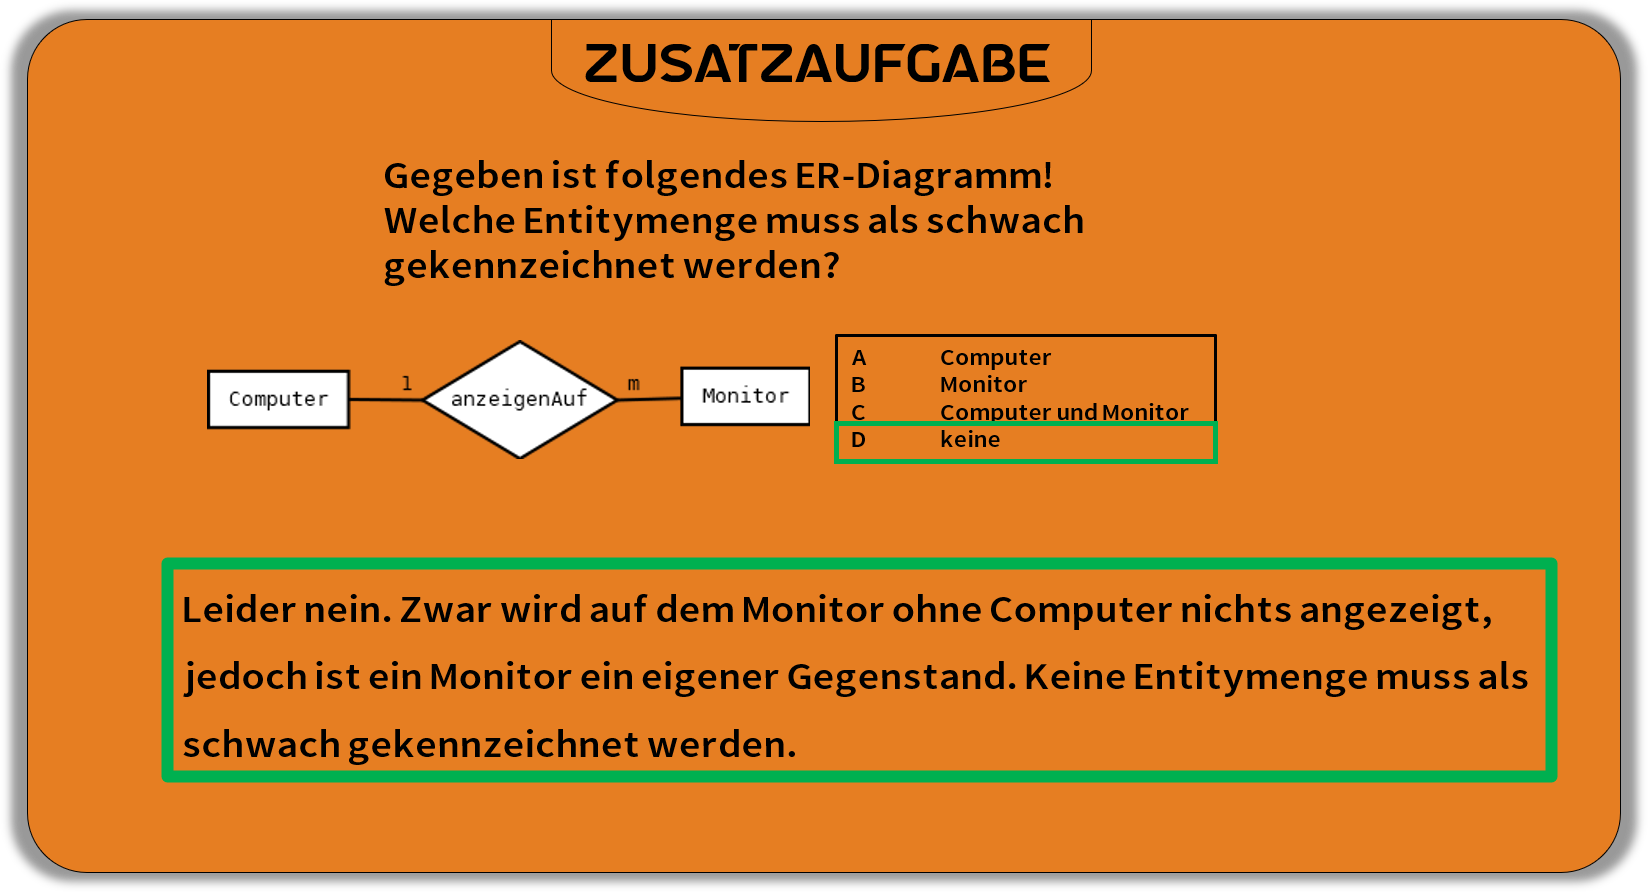 ZUSATZAUFGABE
Gegeben ist folgendes ER-Diagramm!
Welche Entitymenge muss als schwach
gekennzeichnet werden?
Computer 1 anzeigenAuf m Monitor
A Computer
B Monitor
C Computer und Monitor
D keine
Leider nein. Zwar wird auf dem Monitor ohne Computer nichts angezeigt,
jedoch ist ein Monitor ein eigener Gegenstand. Keine Entitymenge muss als
schwach gekennzeichnet werden.